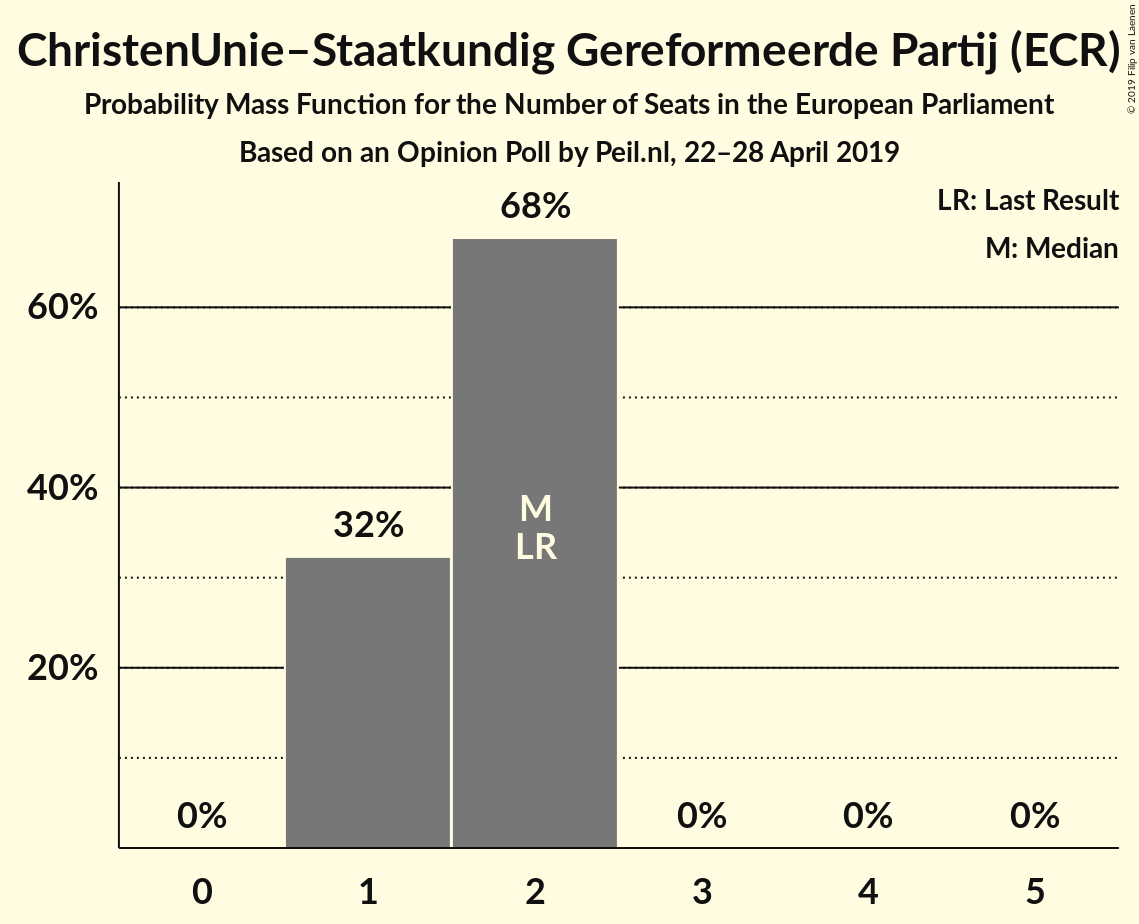 ChristenUnie–Staatkundig Gereformeerde Partij (ECR)
Probability Mass Function for the Number of Seats in the European Parliament
Based on an Opinion Poll by Peil.nl, 22–28 April 2019
© 2019 Filip van Laenen
LR: Last Result
M: Median
68%
60%
40%
32%
M
LR
20%
0%
0%
0%
0%
0
1
2
3
4
5